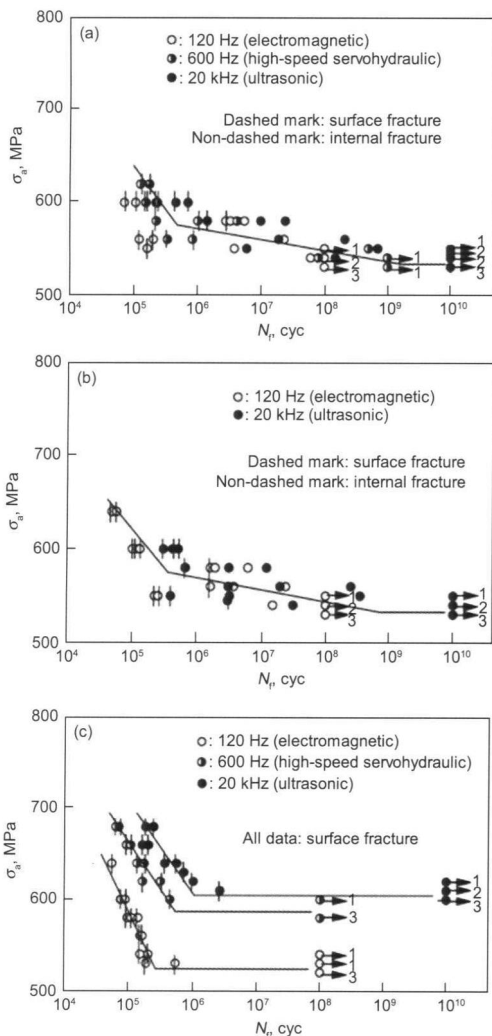 800
(a)
○: 120 Hz (electromagnetic)
◑: 600 Hz (high-speed servohydraulic)
●: 20 kHz (ultrasonic)
700
Dashed mark: surface fracture
Non-dashed mark: internal fracture
σa, MPa
600
1
1
2
2
1
3
1
3
500
10⁴ 10⁵ 10⁶ 10⁷ 10⁸ 10⁹ 10¹⁰
Nf, cyc
800
(b)
○: 120 Hz (electromagnetic)
●: 20 kHz (ultrasonic)
700
Dashed mark: surface fracture
Non-dashed mark: internal fracture
σa, MPa
600
1 1
2 2
3 3
500
10⁴ 10⁵ 10⁶ 10⁷ 10⁸ 10⁹ 10¹⁰
Nf, cyc
800
(c)
○: 120 Hz (electromagnetic)
◑: 600 Hz (high-speed servohydraulic)
●: 20 kHz (ultrasonic)
700
All data: surface fracture
σa, MPa
600
1
2
1 3
3
1
1
3
500
10⁴ 10⁵ 10⁶ 10⁷ 10⁸ 10⁹ 10¹⁰
Nf, cyc